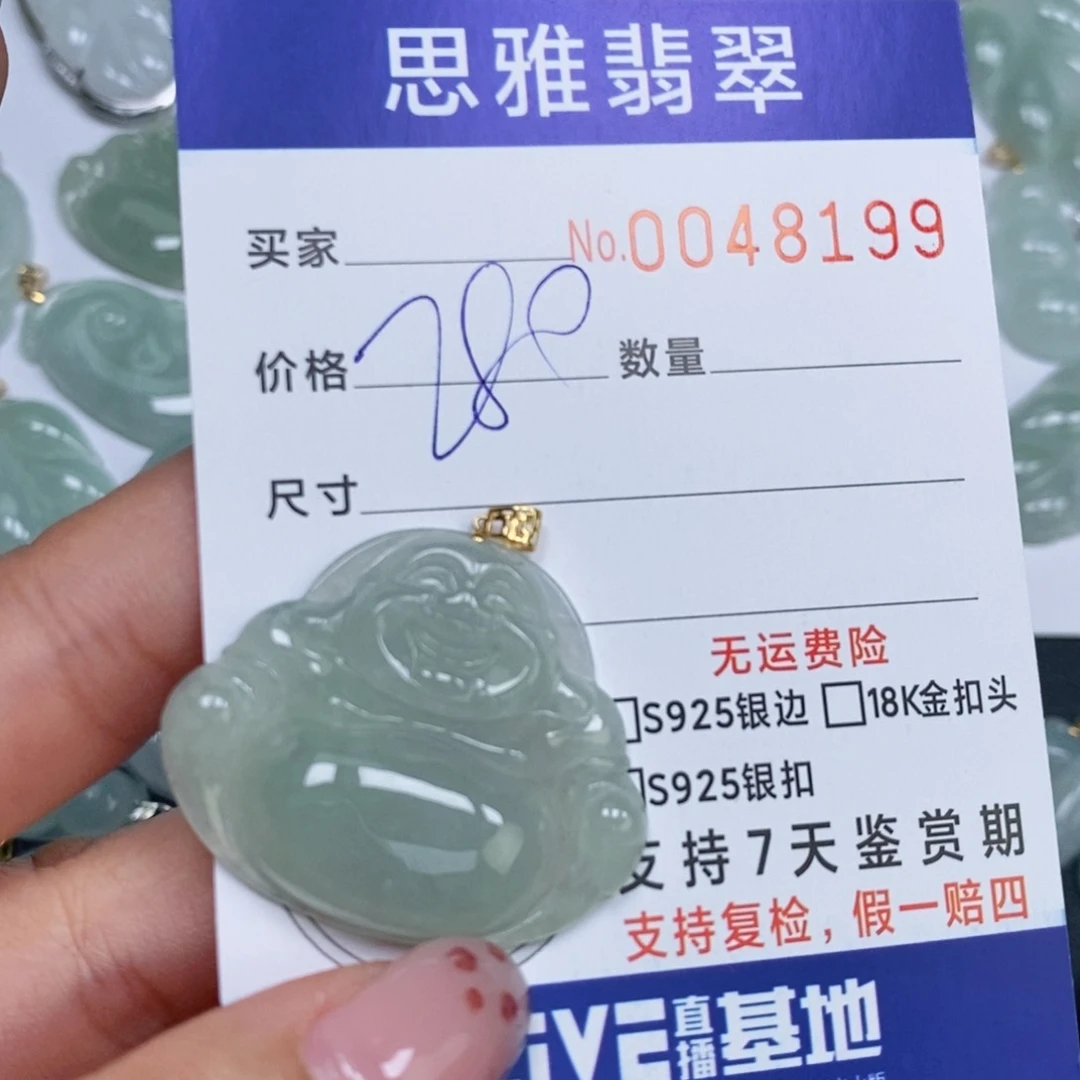 思雅翡翠
买家 No.0048199
价格 280 数量
尺寸
无运费险
□S925银边 □18K金扣头
□S925银扣
支持7天鉴赏期
支持复检，假一赔四
直播基地